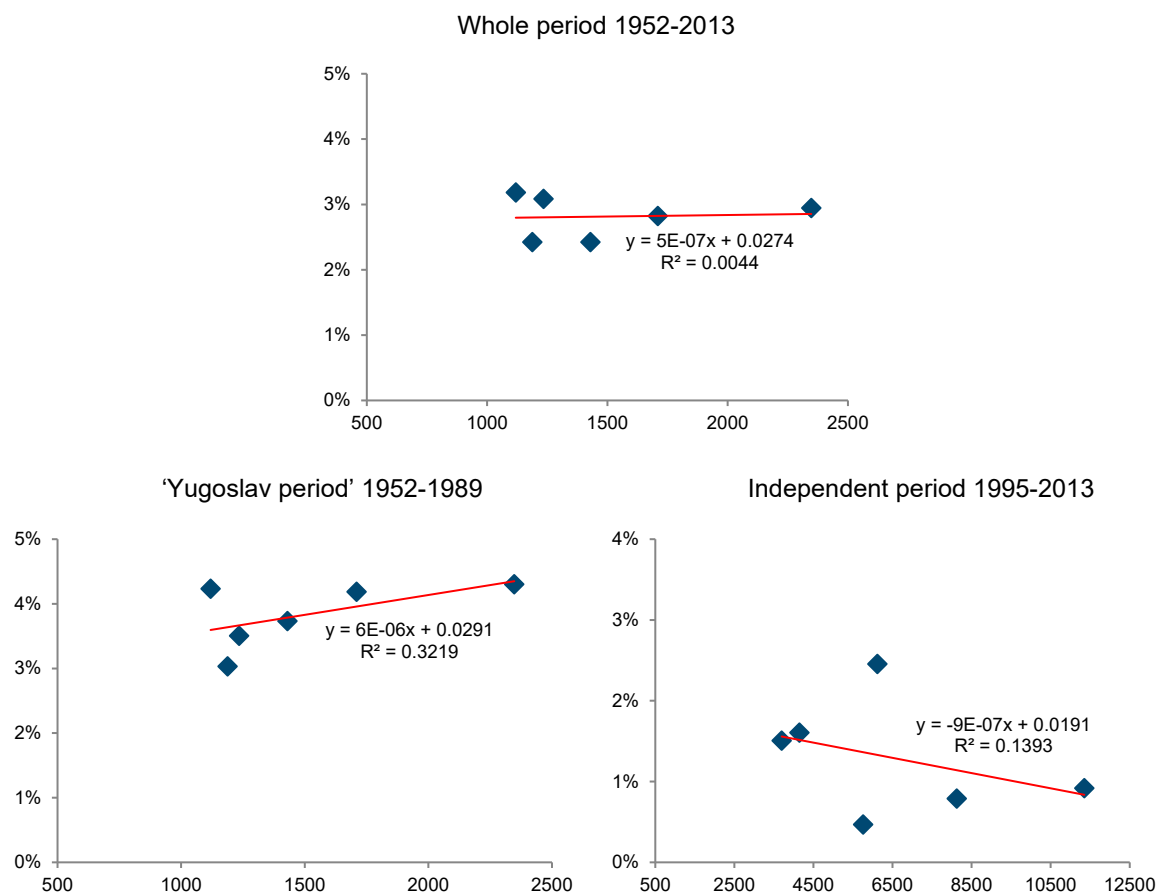 Whole period 1952-2013
5%
4%
3%
2%
1%
0%
y = 5E-07x + 0.0274
R² = 0.0044
500 1000 1500 2000 2500
‘Yugoslav period’ 1952-1989
5%
4%
3%
2%
1%
0%
y = 6E-06x + 0.0291
R² = 0.3219
500 1000 1500 2000 2500
Independent period 1995-2013
4%
3%
2%
1%
0%
y = -9E-07x + 0.0191
R² = 0.1393
500 2500 4500 6500 8500 10500 12500